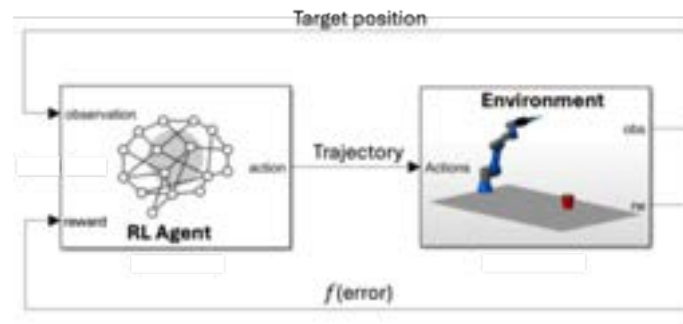 Target position
Environment
observation
obs
Trajectory
action
Actions
rw
reward
RL Agent
f(error)